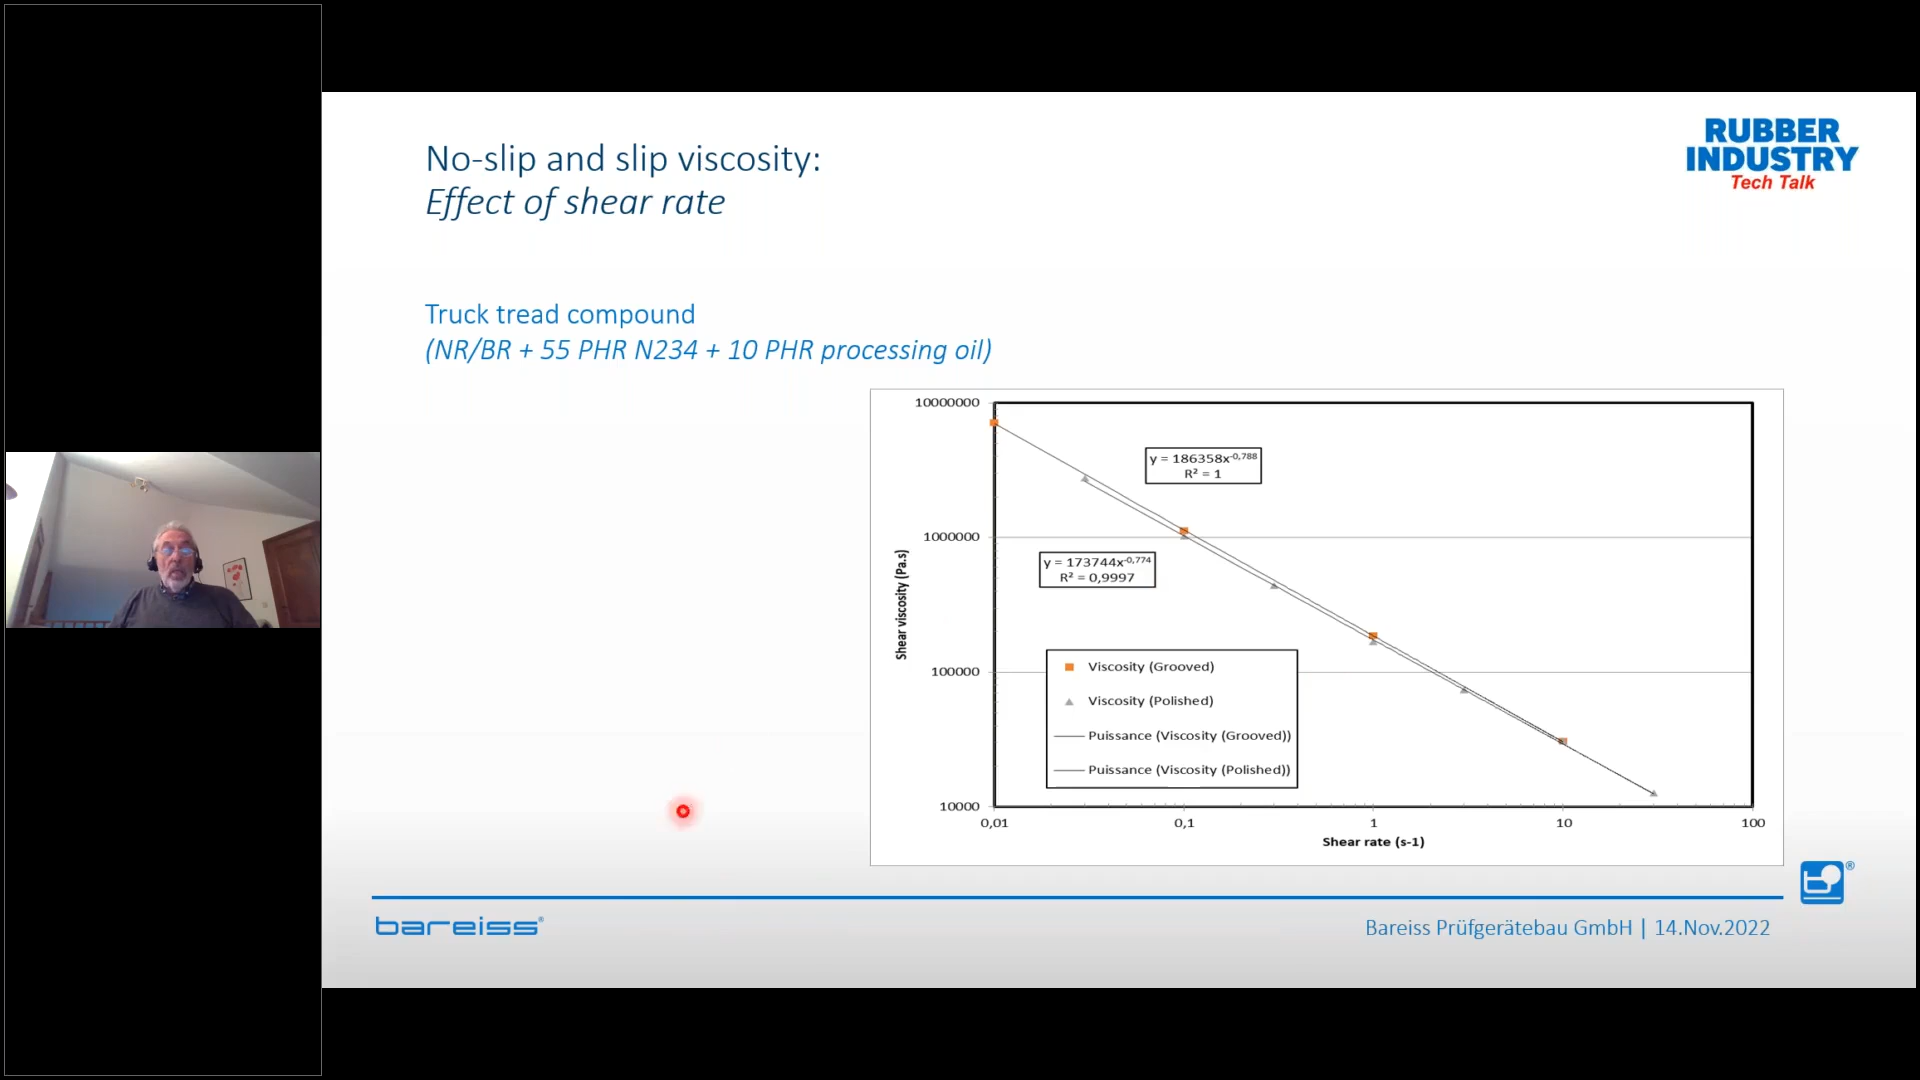 No-slip and slip viscosity:
Effect of shear rate
RUBBER
INDUSTRY
Tech Talk
Truck tread compound
(NR/BR + 55 PHR N234 + 10 PHR processing oil)
10000000
1000000
100000
10000
Shear viscosity (Pa.s)
y = 186358x-0,788
R² = 1
y = 173744x-0,774
R² = 0,9997
Viscosity (Grooved)
Viscosity (Polished)
Puissance (Viscosity (Grooved))
Puissance (Viscosity (Polished))
0,01 0,1 1 10 100
Shear rate (s-1)
®
bareiss®
Bareiss Prüfgerätebau GmbH | 14.Nov.2022